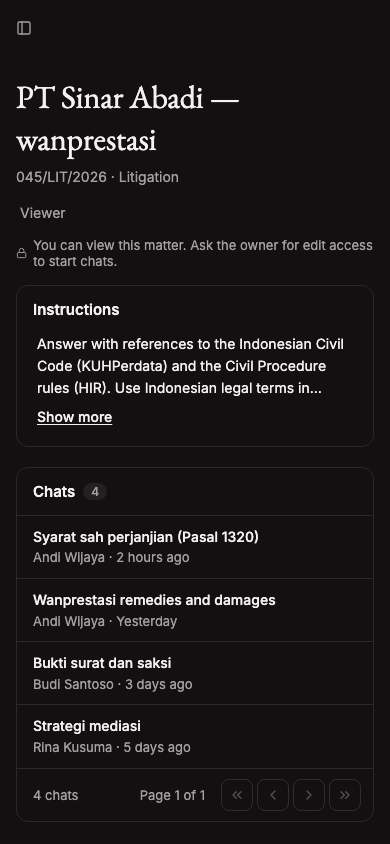 PT Sinar Abadi —
wanprestasi
045/LIT/2026 · Litigation
Viewer
You can view this matter. Ask the owner for edit access
to start chats.
Instructions
Answer with references to the Indonesian Civil
Code (KUHPerdata) and the Civil Procedure
rules (HIR). Use Indonesian legal terms in...
Show more
Chats 4
Syarat sah perjanjian (Pasal 1320)
Andi Wijaya · 2 hours ago
Wanprestasi remedies and damages
Andi Wijaya · Yesterday
Bukti surat dan saksi
Budi Santoso · 3 days ago
Strategi mediasi
Rina Kusuma · 5 days ago
4 chats Page 1 of 1